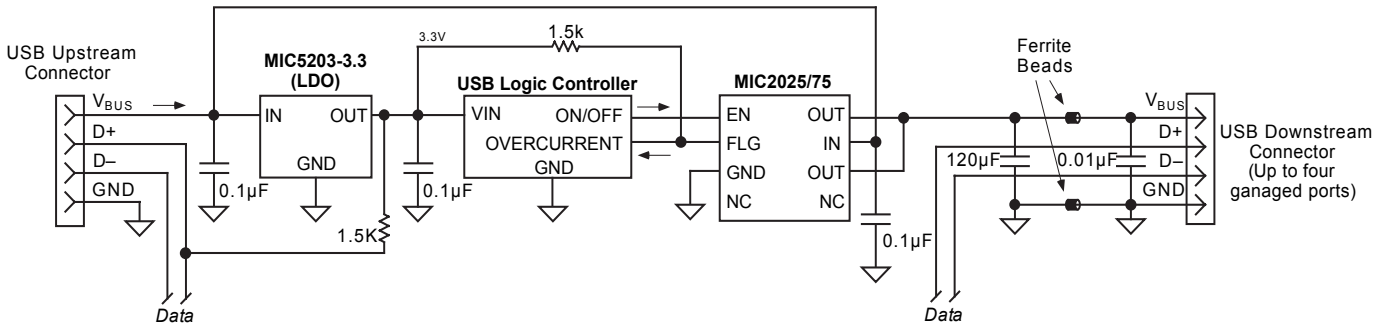 USB Upstream
Connector
VBUS
D+
D–
GND
Data
MIC5203-3.3
(LDO)
IN
OUT
GND
0.1µF
1.5K
3.3V
0.1µF
1.5k
USB Logic Controller
VIN
ON/OFF
OVERCURRENT
GND
MIC2025/75
EN
FLG
GND
NC
OUT
IN
OUT
NC
0.1µF
Ferrite
Beads
120µF
0.01µF
VBUS
D+
D–
GND
Data
USB Downstream
Connector
(Up to four
ganaged ports)